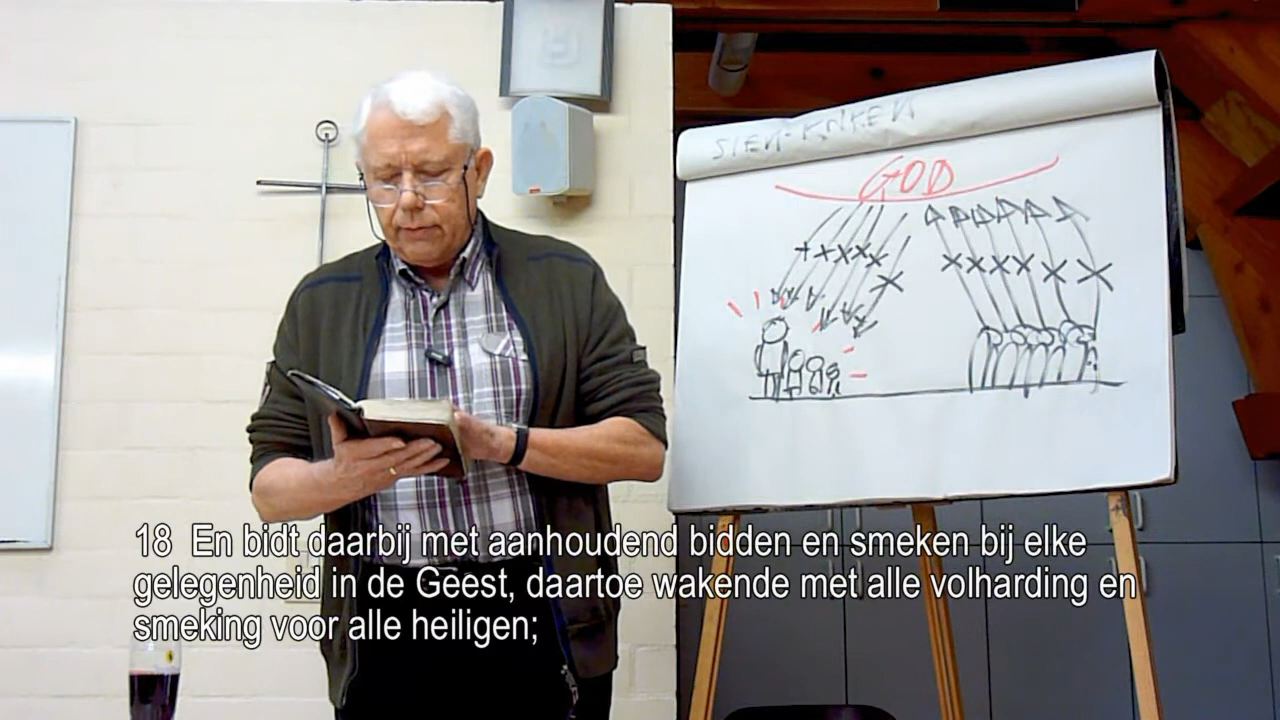 GOD
18 En bidt daarbij met aanhoudend bidden en smeken bij elke
gelegenheid in de Geest, daartoe wakende met alle volharding en
smeking voor alle heiligen;